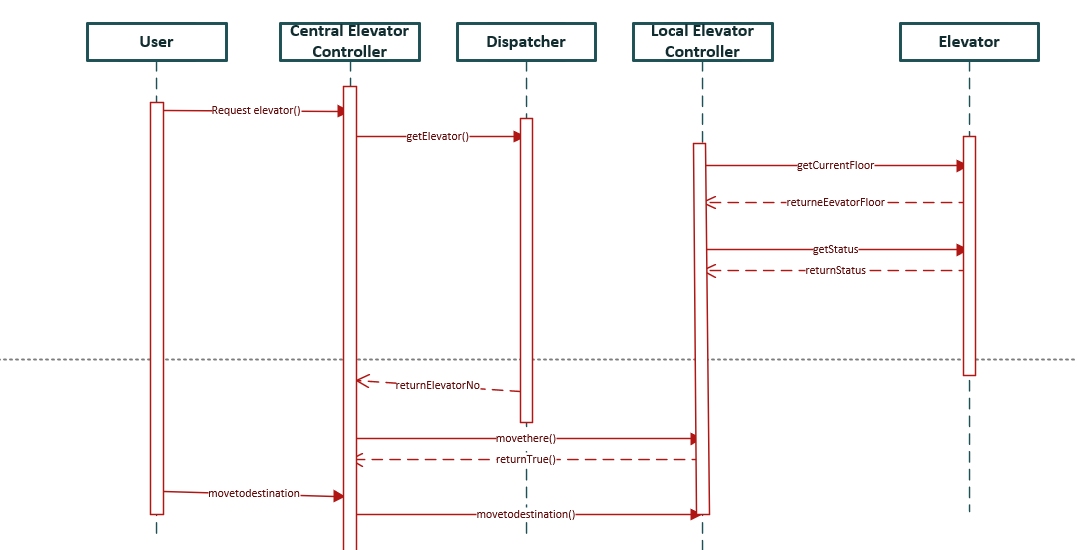 User
Central Elevator
Controller
Dispatcher
Local Elevator
Controller
Elevator
Request elevator()
getElevator()
getCurrentFloor
returneEevatorFloor
getStatus
returnStatus
returnElevatorNo
movethere()
returnTrue()
movetodestination
movetodestination()